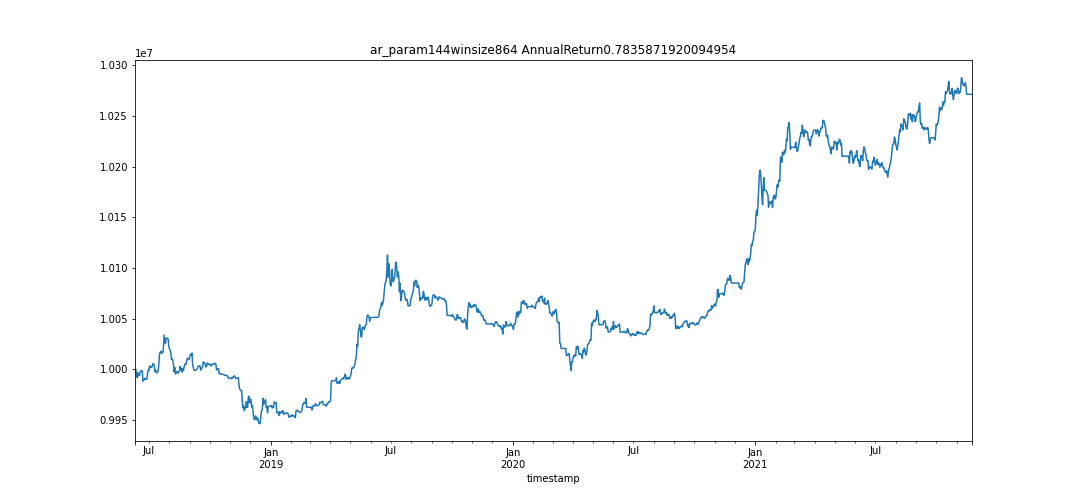 ar_param144winsize864 AnnualReturn0.7835871920094954
1e7
1.030
1.025
1.020
1.015
1.010
1.005
1.000
0.995
Jul
Jan
2019
Jul
Jan
2020
Jul
Jan
2021
Jul
timestamp